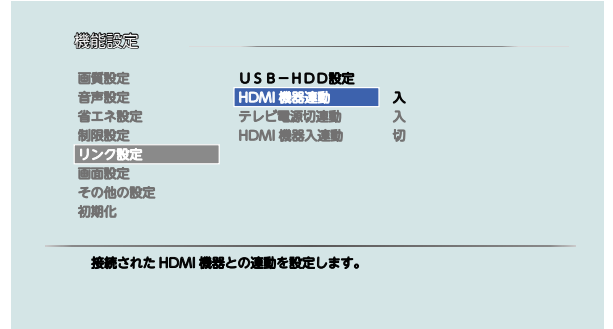 機能設定
画質設定
音声設定
省エネ設定
制限設定
リンク設定
画面設定
その他の設定
初期化
USB－HDD設定
HDMI 機器連動 入
テレビ電源切連動 入
HDMI 機器入連動 切
接続された HDMI 機器との連動を設定します。